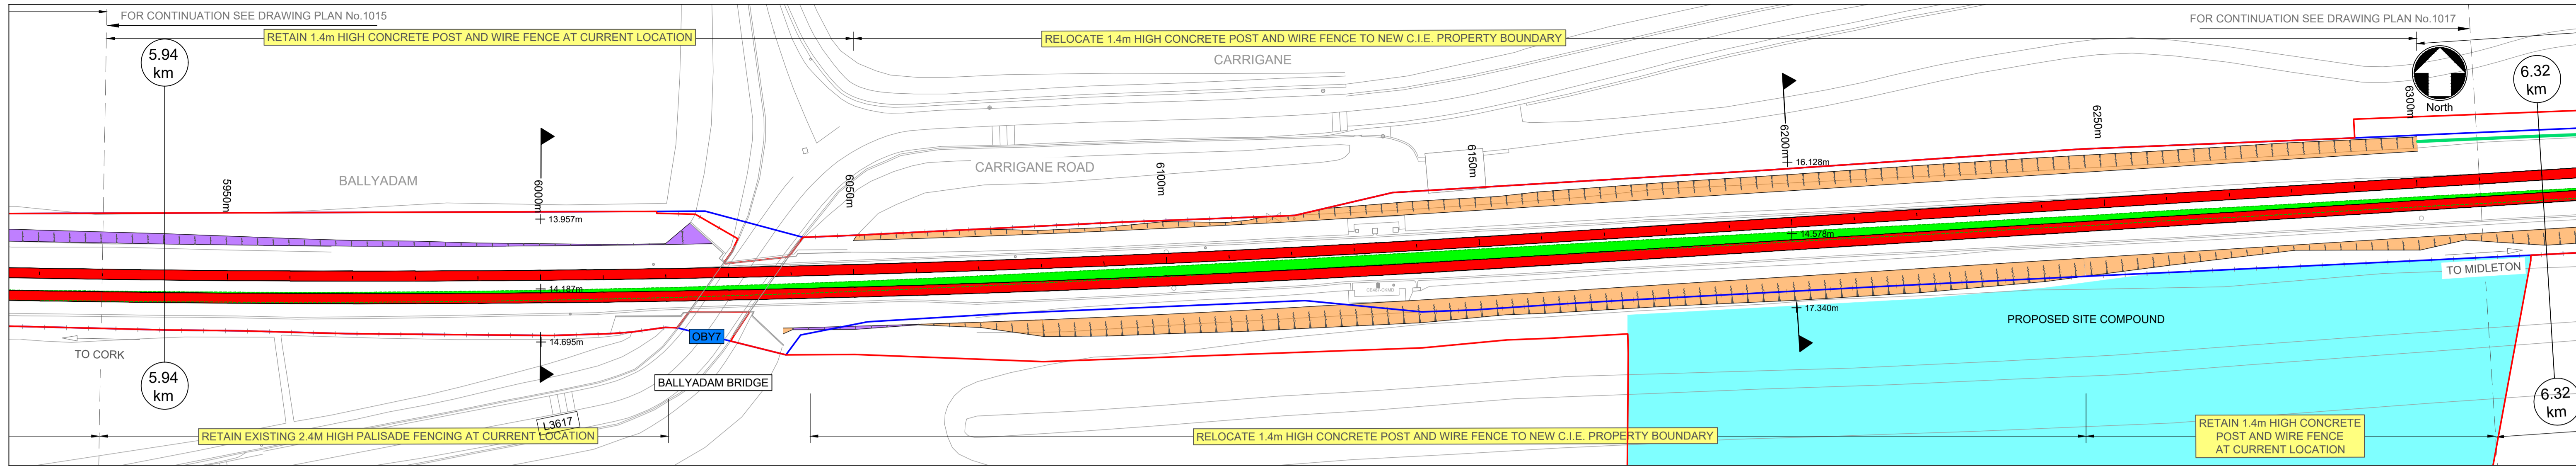 FOR CONTINUATION SEE DRAWING PLAN No.1015
FOR CONTINUATION SEE DRAWING PLAN No.1017
RETAIN 1.4m HIGH CONCRETE POST AND WIRE FENCE AT CURRENT LOCATION
RELOCATE 1.4m HIGH CONCRETE POST AND WIRE FENCE TO NEW C.I.E. PROPERTY BOUNDARY
5.94
km
CARRIGANE
6.32
km
North
BALLYADAM
CARRIGANE ROAD
5950m
6000m
6050m
6100m
6150m
6200m
6250m
6300m
16.128m
13.957m
14.578m
14.187m
17.340m
14.695m
TO CORK
TO MIDLETON
OBY7
PROPOSED SITE COMPOUND
5.94
km
BALLYADAM BRIDGE
6.32
km
L3617
RETAIN EXISTING 2.4M HIGH PALISADE FENCING AT CURRENT LOCATION
RELOCATE 1.4m HIGH CONCRETE POST AND WIRE FENCE TO NEW C.I.E. PROPERTY BOUNDARY
RETAIN 1.4m HIGH CONCRETE
POST AND WIRE FENCE
AT CURRENT LOCATION